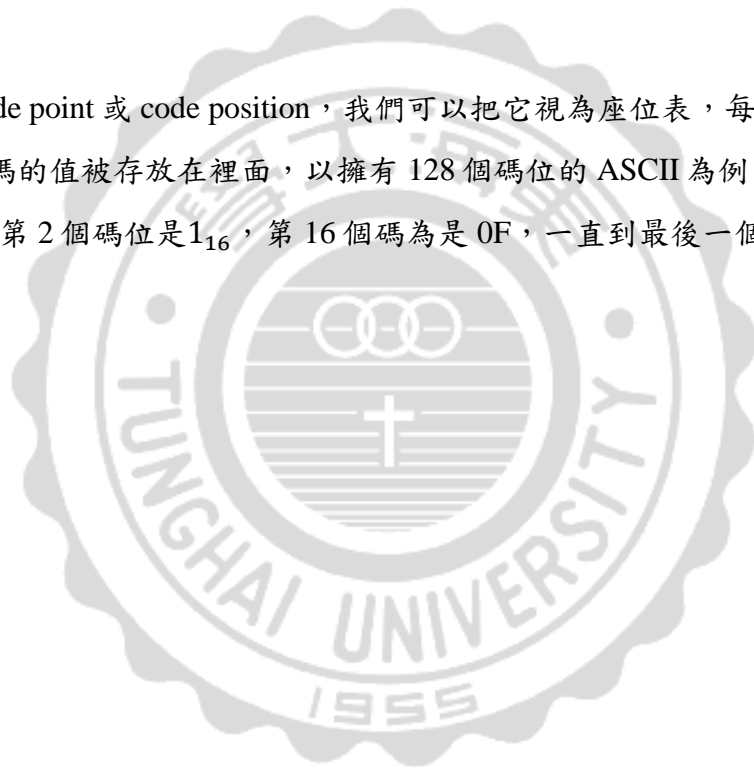 de point 或 code position，我們可以把它視為座位表，每
碼的值被存放在裡面，以擁有 128 個碼位的 ASCII 為例
第 2 個碼位是1₁₆，第 16 個碼為是 0F，一直到最後一個
TUNGHAI UNIVERSITY
1955